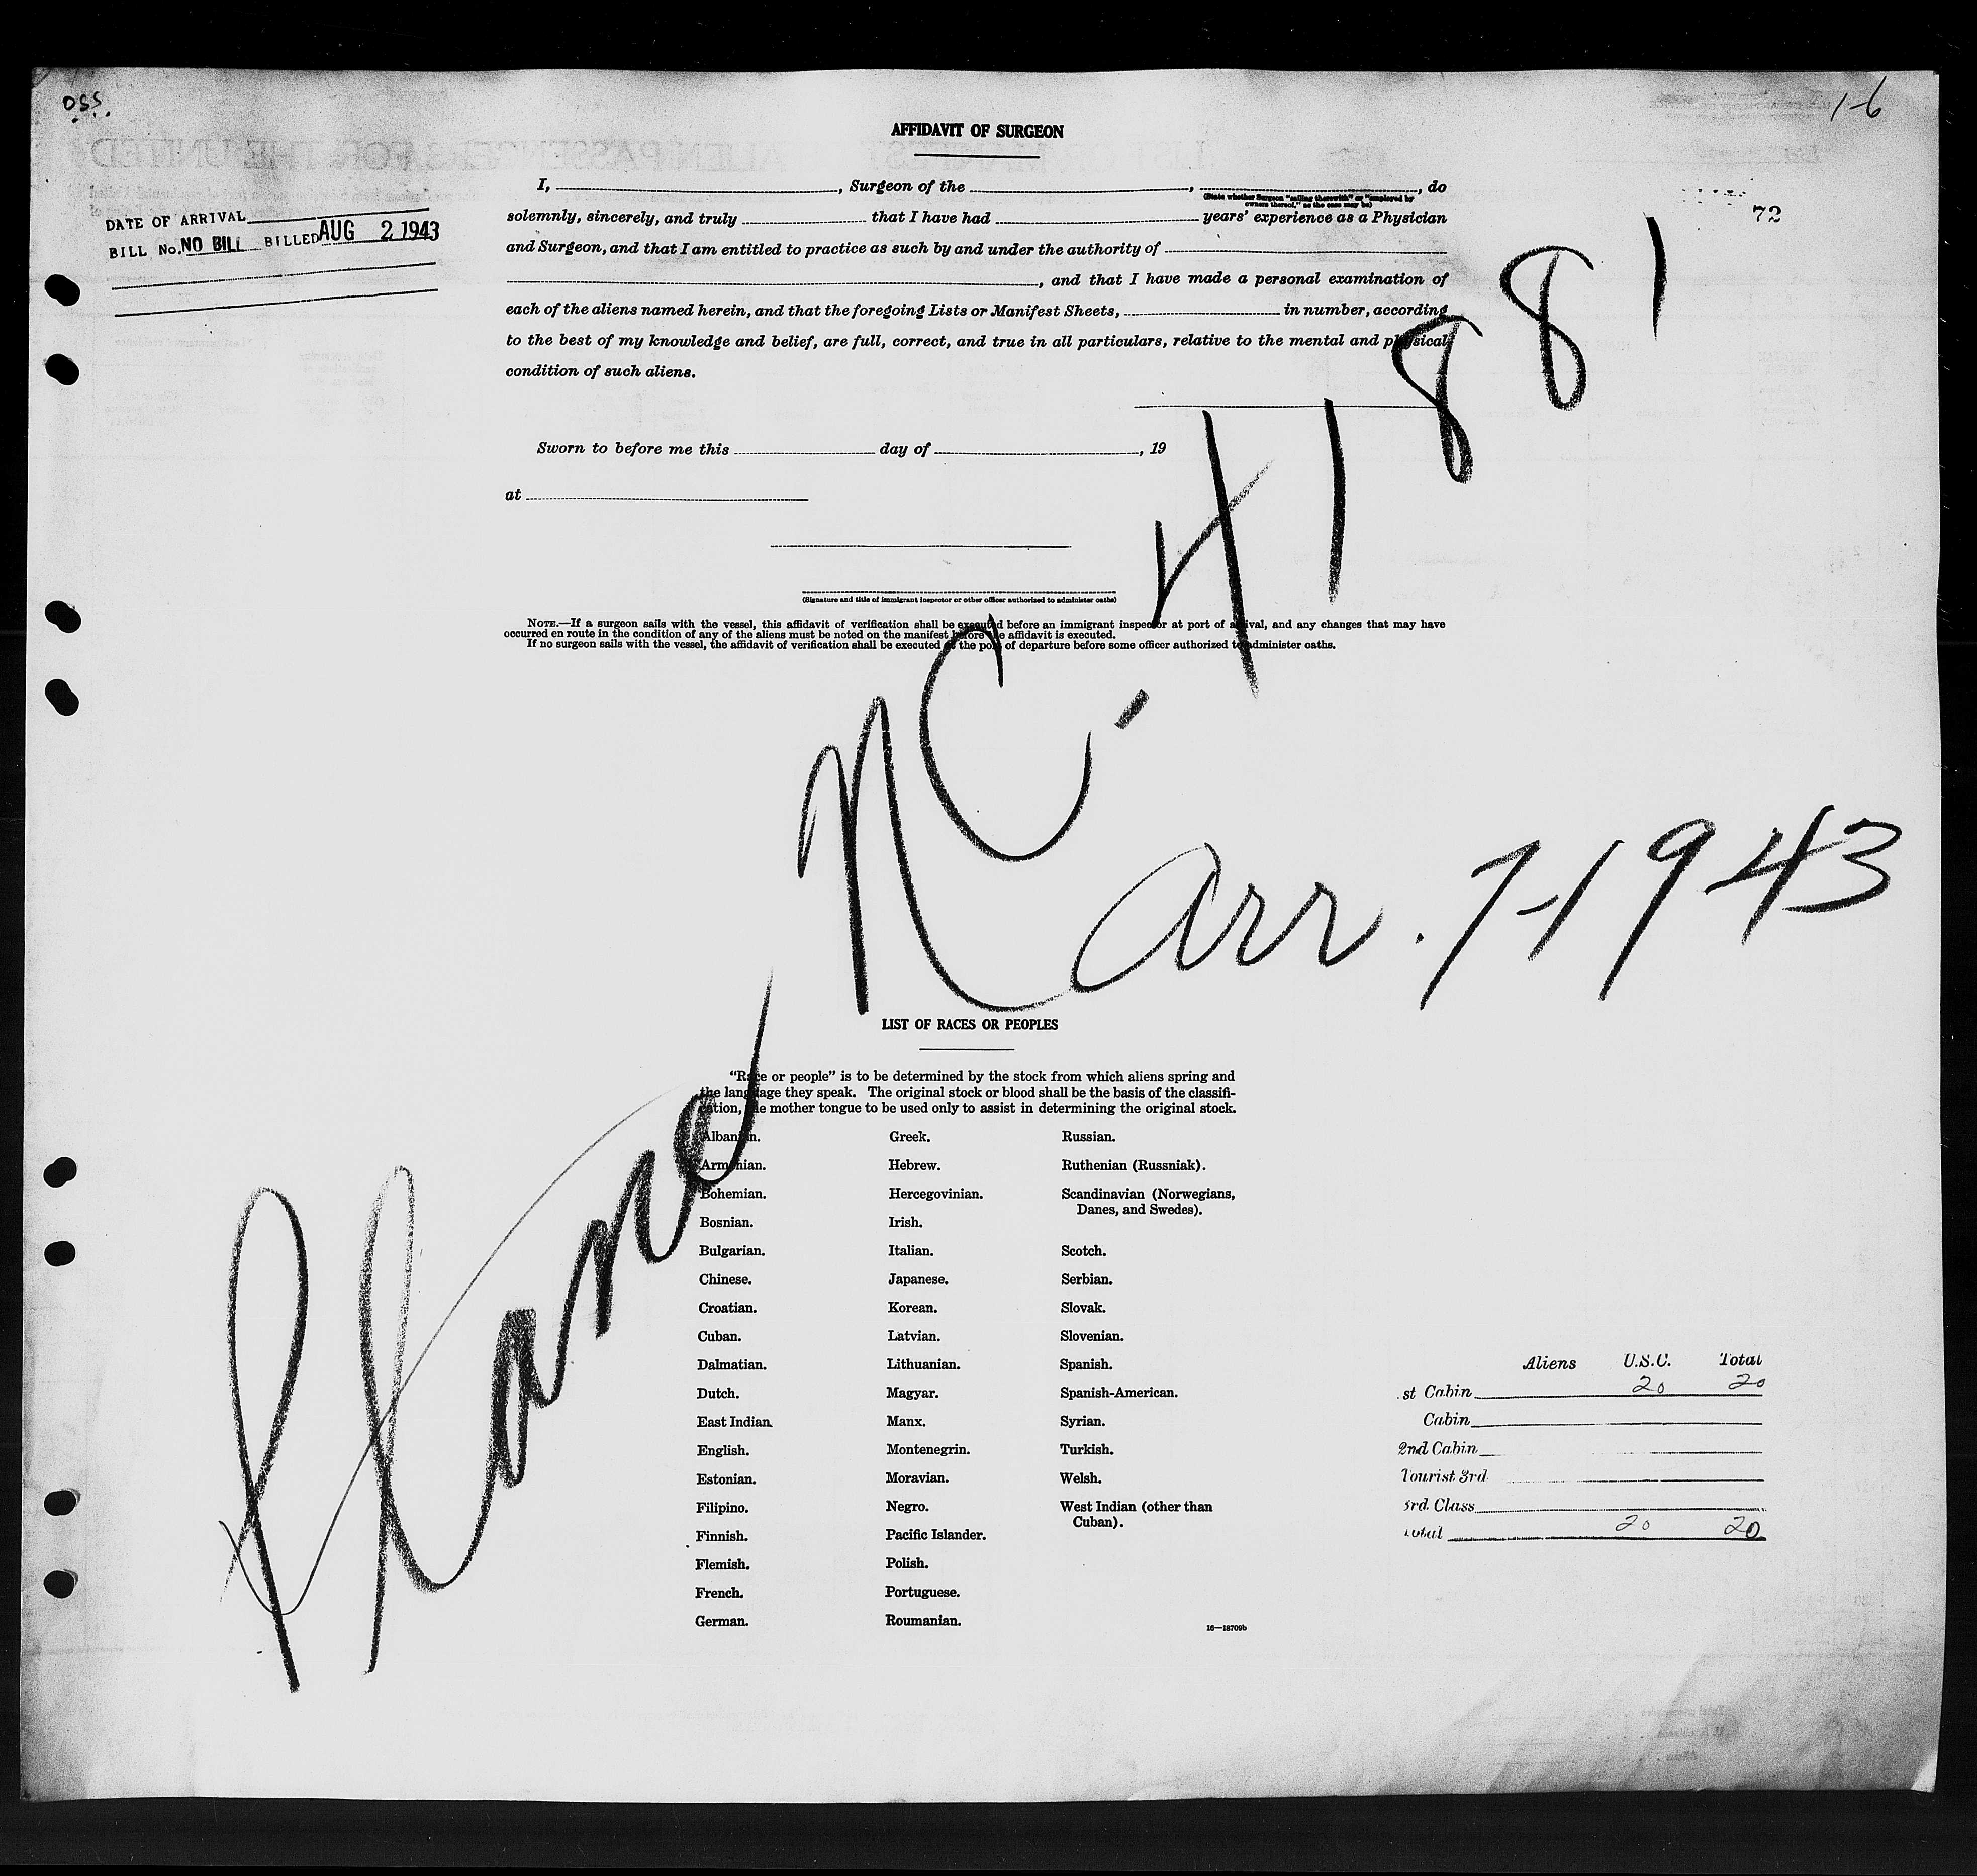 OSS.
1-6
AFFIDAVIT OF SURGEON
I, , Surgeon of the , , do
(State whether Surgeon "sailing therewith" or "employed by
owners thereof," as the case may be)
solemnly, sincerely, and truly that I have had years' experience as a Physician
and Surgeon, and that I am entitled to practice as such by and under the authority of
, and that I have made a personal examination of
each of the aliens named herein, and that the foregoing Lists or Manifest Sheets, in number, according
to the best of my knowledge and belief, are full, correct, and true in all particulars, relative to the mental and physical
condition of such aliens.
DATE OF ARRIVAL
BILL No. NO BILL BILLED AUG 2 1943
72
Sworn to before me this day of , 19
at
(Signature and title of immigrant inspector or other officer authorized to administer oaths)
NOTE.—If a surgeon sails with the vessel, this affidavit of verification shall be executed before an immigrant inspector at port of arrival, and any changes that may have
occurred en route in the condition of any of the aliens must be noted on the manifest before the affidavit is executed.
If no surgeon sails with the vessel, the affidavit of verification shall be executed at the port of departure before some officer authorized to administer oaths.
Plane NC-41881
arr. 7-1943
LIST OF RACES OR PEOPLES
"Race or people" is to be determined by the stock from which aliens spring and
the language they speak. The original stock or blood shall be the basis of the classifi-
cation, the mother tongue to be used only to assist in determining the original stock.
Albanian. Greek. Russian.
Armenian. Hebrew. Ruthenian (Russniak).
Bohemian. Hercegovinian. Scandinavian (Norwegians,
Danes, and Swedes).
Bosnian. Irish.
Bulgarian. Italian. Scotch.
Chinese. Japanese. Serbian.
Croatian. Korean. Slovak.
Cuban. Latvian. Slovenian.
Dalmatian. Lithuanian. Spanish.
Dutch. Magyar. Spanish-American.
East Indian. Manx. Syrian.
English. Montenegrin. Turkish.
Estonian. Moravian. Welsh.
Filipino. Negro. West Indian (other than
Cuban).
Finnish. Pacific Islander.
Flemish. Polish.
French. Portuguese.
German. Roumanian.
16—18709b
Aliens U.S.C. Total
st Cabin 20 20
Cabin
2nd Cabin
Tourist 3rd
3rd Class
Total 20 20